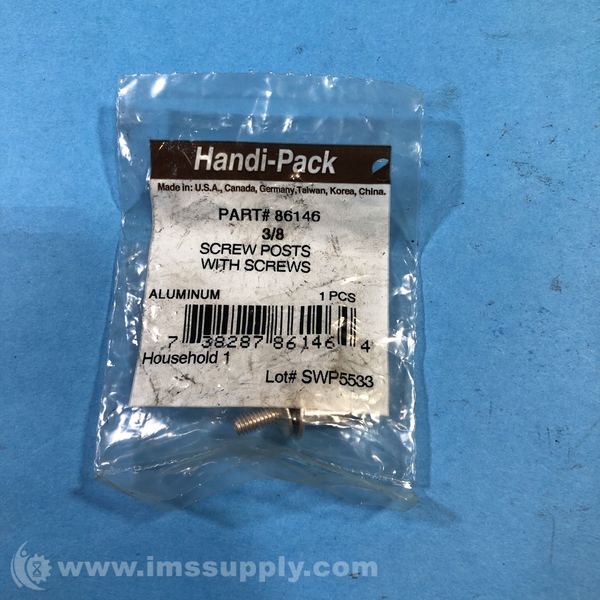 Handi-Pack
Made in: U.S.A., Canada, Germany,Taiwan, Korea, China.
PART# 86146
3/8
SCREW POSTS
WITH SCREWS
ALUMINUM 1 PCS
7 38287 86146 4
Household 1
Lot# SWP5533
www.imssupply.com